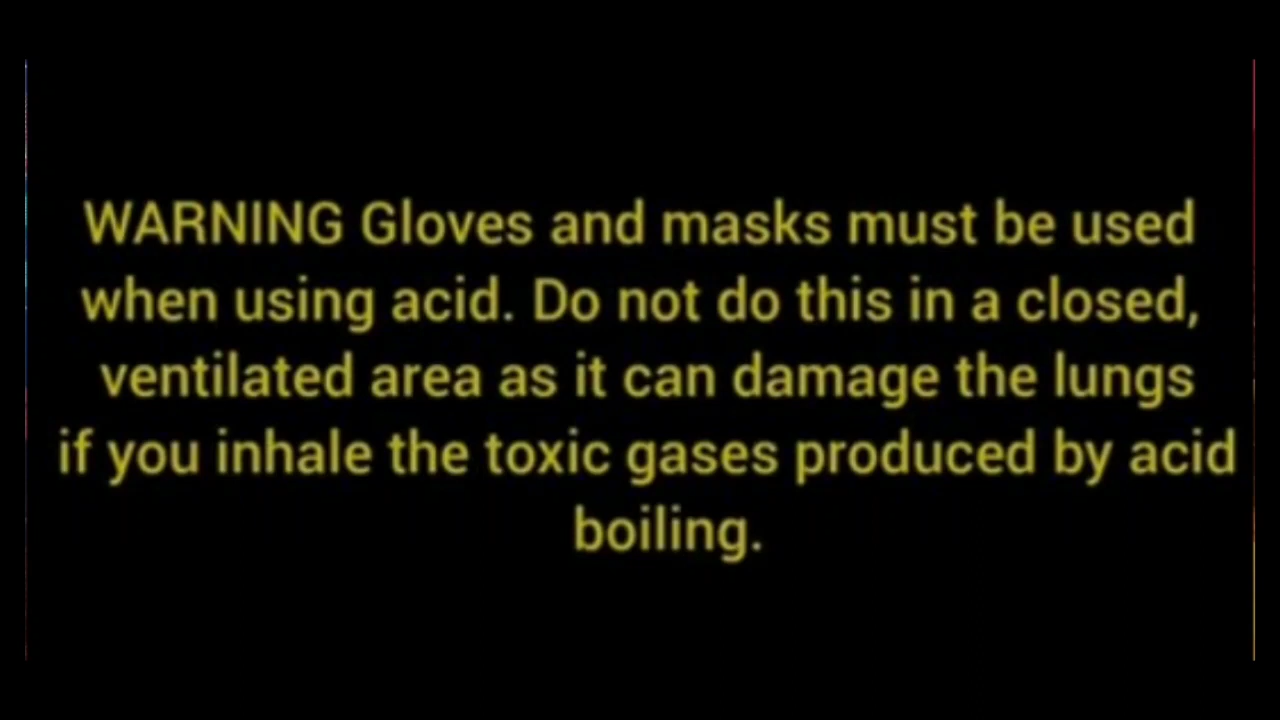 WARNING Gloves and masks must be used
when using acid. Do not do this in a closed,
ventilated area as it can damage the lungs
if you inhale the toxic gases produced by acid
boiling.